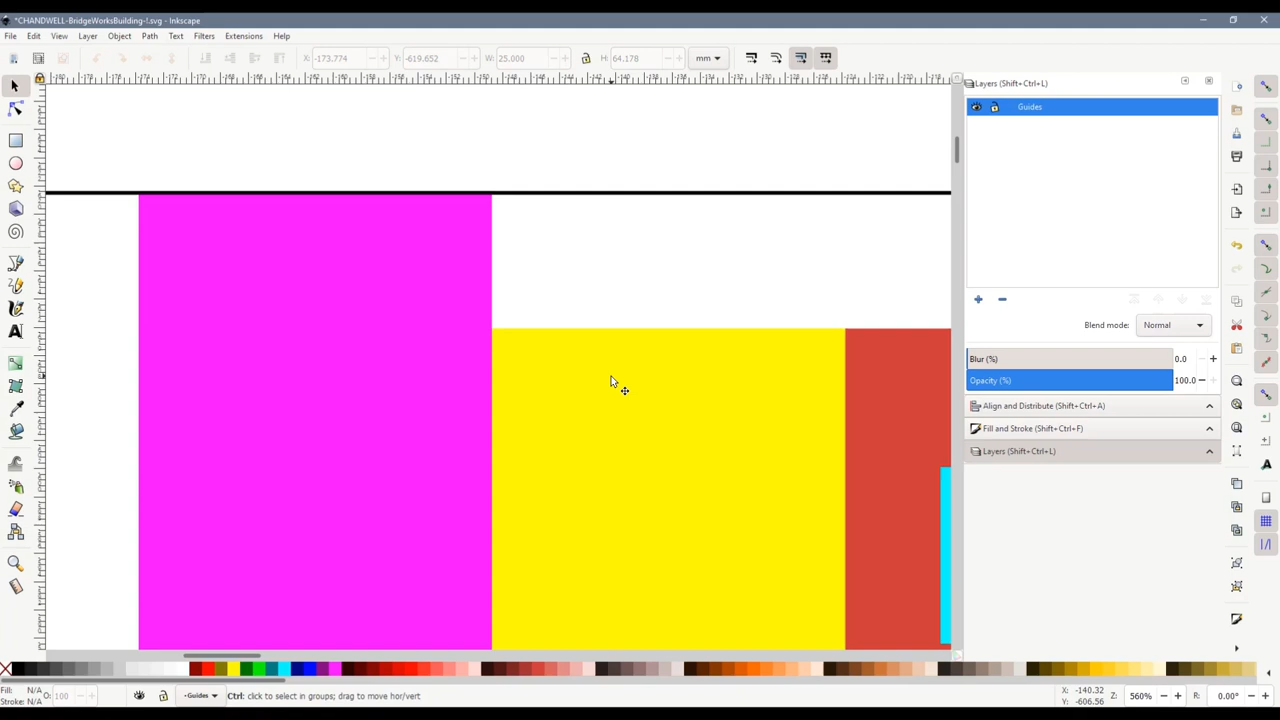 *CHANDWELL-BridgeWorksBuilding-!.svg - Inkscape
File Edit View Layer Object Path Text Filters Extensions Help
X: -173.774 Y: -619.652 W: 25.000 H: 64.178 mm
Layers (Shift+Ctrl+L)
Guides
Blend mode: Normal
Blur (%) 0.0
Opacity (%) 100.0
Align and Distribute (Shift+Ctrl+A)
Fill and Stroke (Shift+Ctrl+F)
Layers (Shift+Ctrl+L)
Fill: N/A
Stroke: N/A
O: 100
•Guides
Ctrl: click to select in groups; drag to move hor/vert
X: -140.32
Y: -606.56
Z: 560%
R: 0.00°